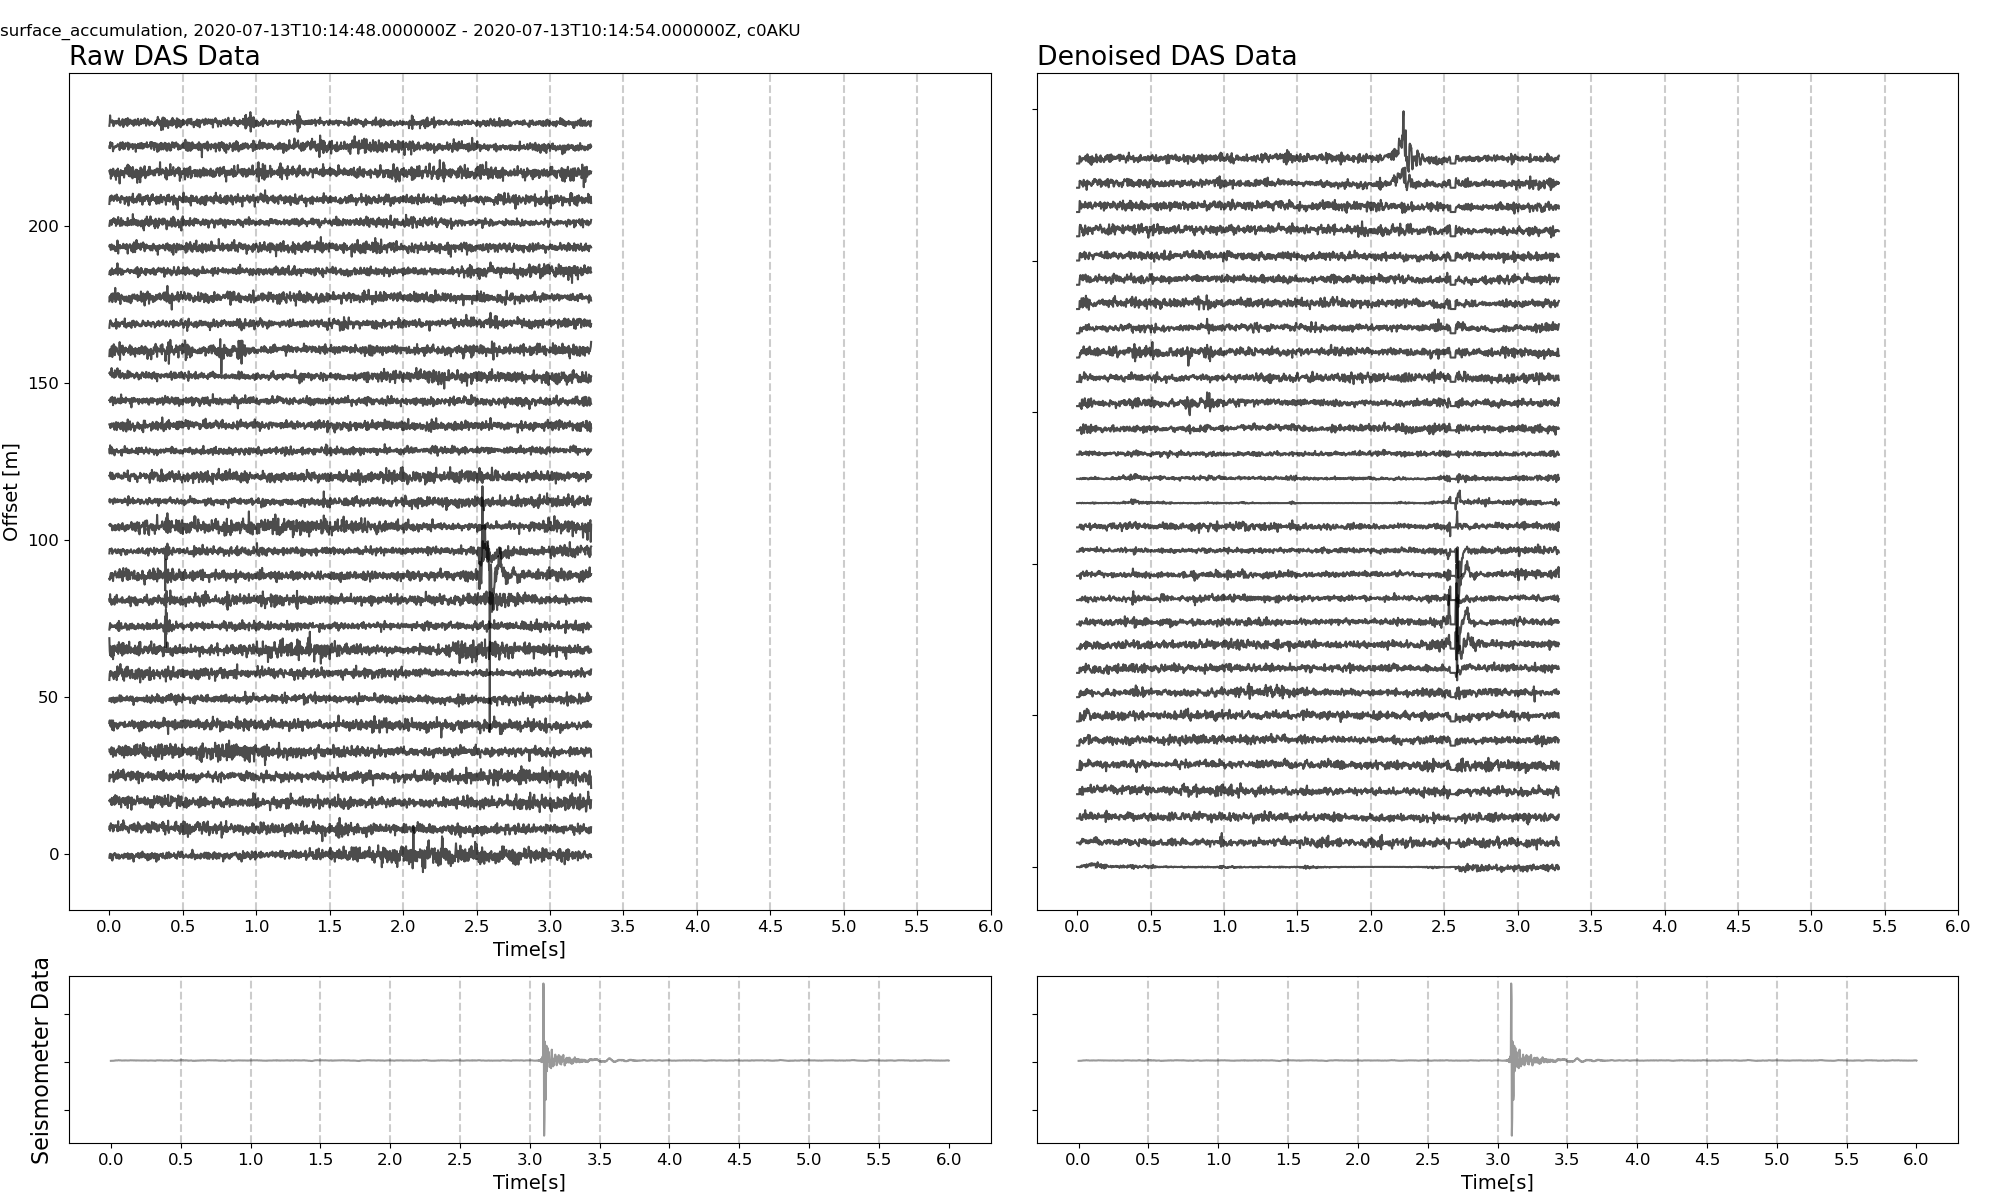 surface_accumulation, 2020-07-13T10:14:48.000000Z - 2020-07-13T10:14:54.000000Z, c0AKU
Raw DAS Data
Denoised DAS Data
Offset [m]
200
150
100
50
0
0.0 0.5 1.0 1.5 2.0 2.5 3.0 3.5 4.0 4.5 5.0 5.5 6.0
Time[s]
0.0 0.5 1.0 1.5 2.0 2.5 3.0 3.5 4.0 4.5 5.0 5.5 6.0
Seismometer Data
0.0 0.5 1.0 1.5 2.0 2.5 3.0 3.5 4.0 4.5 5.0 5.5 6.0
Time[s]
0.0 0.5 1.0 1.5 2.0 2.5 3.0 3.5 4.0 4.5 5.0 5.5 6.0
Time[s]